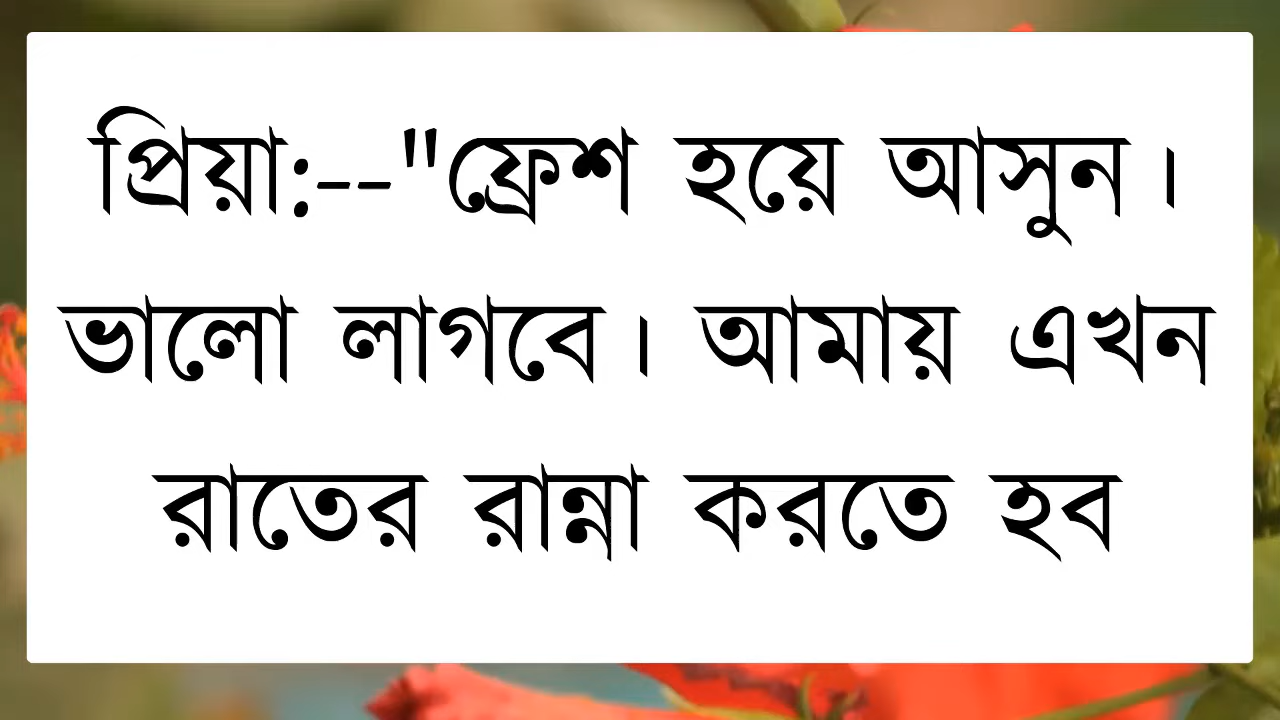 প্রিয়া:--"ফ্রেশ হয়ে আসুন।
ভালো লাগবে। আমায় এখন
রাতের রান্না করতে হব